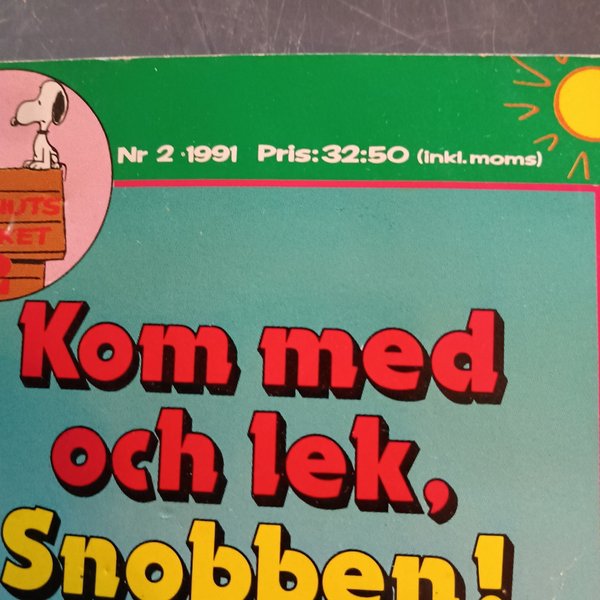 Nr 2 • 1991 Pris: 32:50 (inkl. moms)
Kom med
och lek,
Snobben!